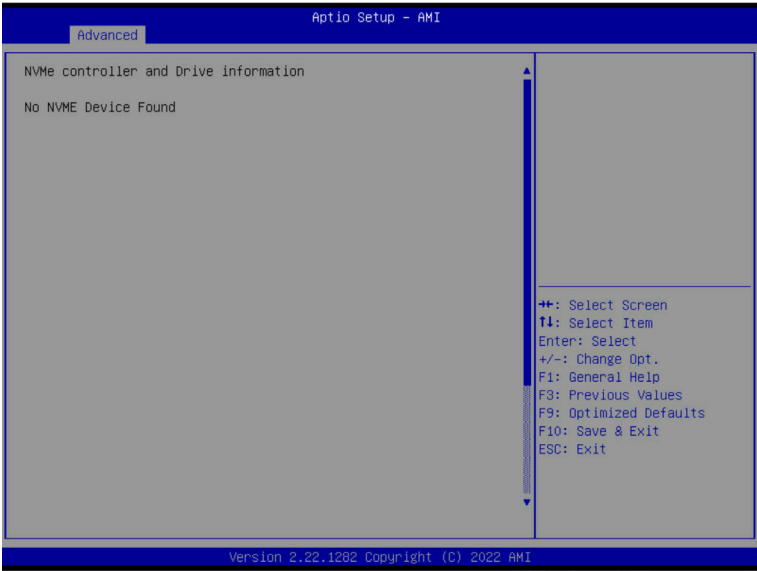 Aptio Setup – AMI
Advanced
NVMe controller and Drive information
No NVME Device Found
→←: Select Screen
↑↓: Select Item
Enter: Select
+/-: Change Opt.
F1: General Help
F3: Previous Values
F9: Optimized Defaults
F10: Save & Exit
ESC: Exit
Version 2.22.1282 Copyright (C) 2022 AMI